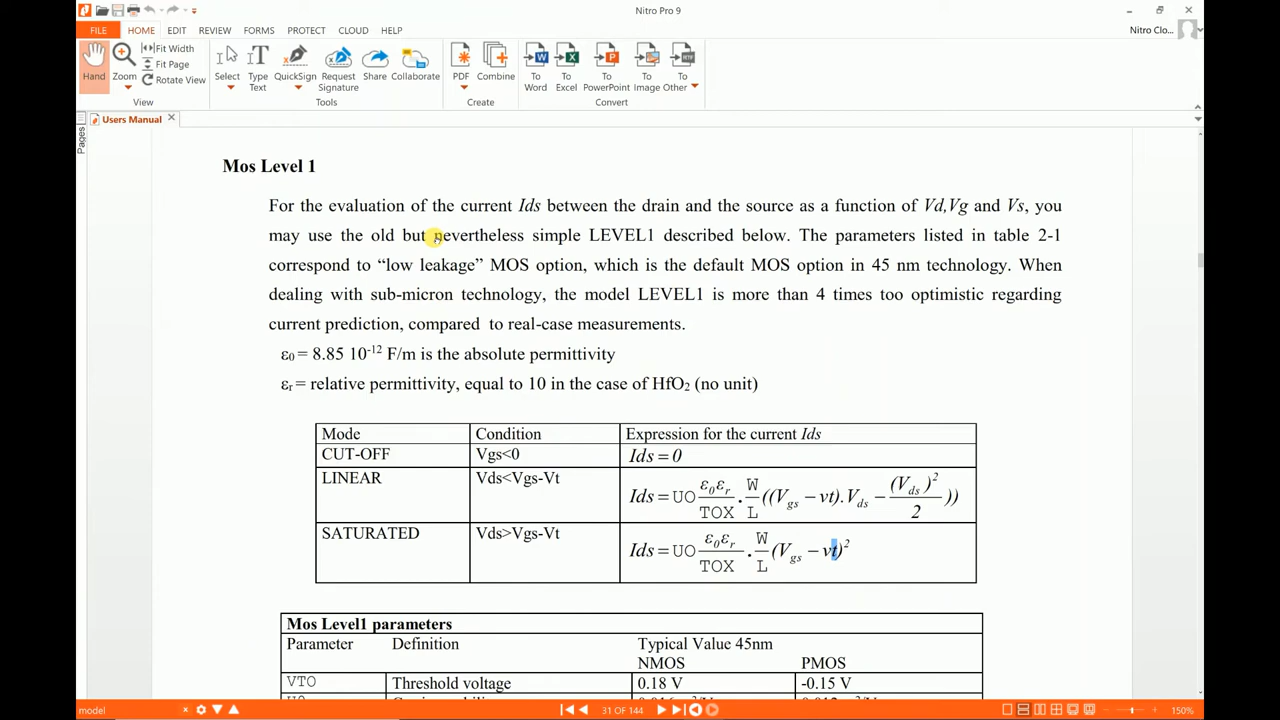 Nitro Pro 9
FILE HOME EDIT REVIEW FORMS PROTECT CLOUD HELP
Nitro Clo...
Hand Zoom Fit Width
Fit Page
Rotate View
Select Type Text QuickSign Request Signature Share Collaborate PDF Combine To Word To Excel To PowerPoint To Image To Other
View Tools Create Convert
Users Manual
Pages
Mos Level 1
For the evaluation of the current Ids between the drain and the source as a function of Vd,Vg and Vs, you
may use the old but nevertheless simple LEVEL1 described below. The parameters listed in table 2-1
correspond to “low leakage” MOS option, which is the default MOS option in 45 nm technology. When
dealing with sub-micron technology, the model LEVEL1 is more than 4 times too optimistic regarding
current prediction, compared to real-case measurements.
ε0 = 8.85 10-12 F/m is the absolute permittivity
εr = relative permittivity, equal to 10 in the case of HfO2 (no unit)
Mode Condition Expression for the current Ids
CUT-OFF Vgs<0 Ids = 0
LINEAR Vds<Vgs-Vt Ids = UO ε0εr/TOX . W/L ((Vgs − vt).Vds − (Vds)²/2 ))
SATURATED Vds>Vgs-Vt Ids = UO ε0εr/TOX . W/L (Vgs − vt)²
Mos Level1 parameters
Parameter Definition Typical Value 45nm
NMOS PMOS
VTO Threshold voltage 0.18 V -0.15 V
model 31 OF 144 150%